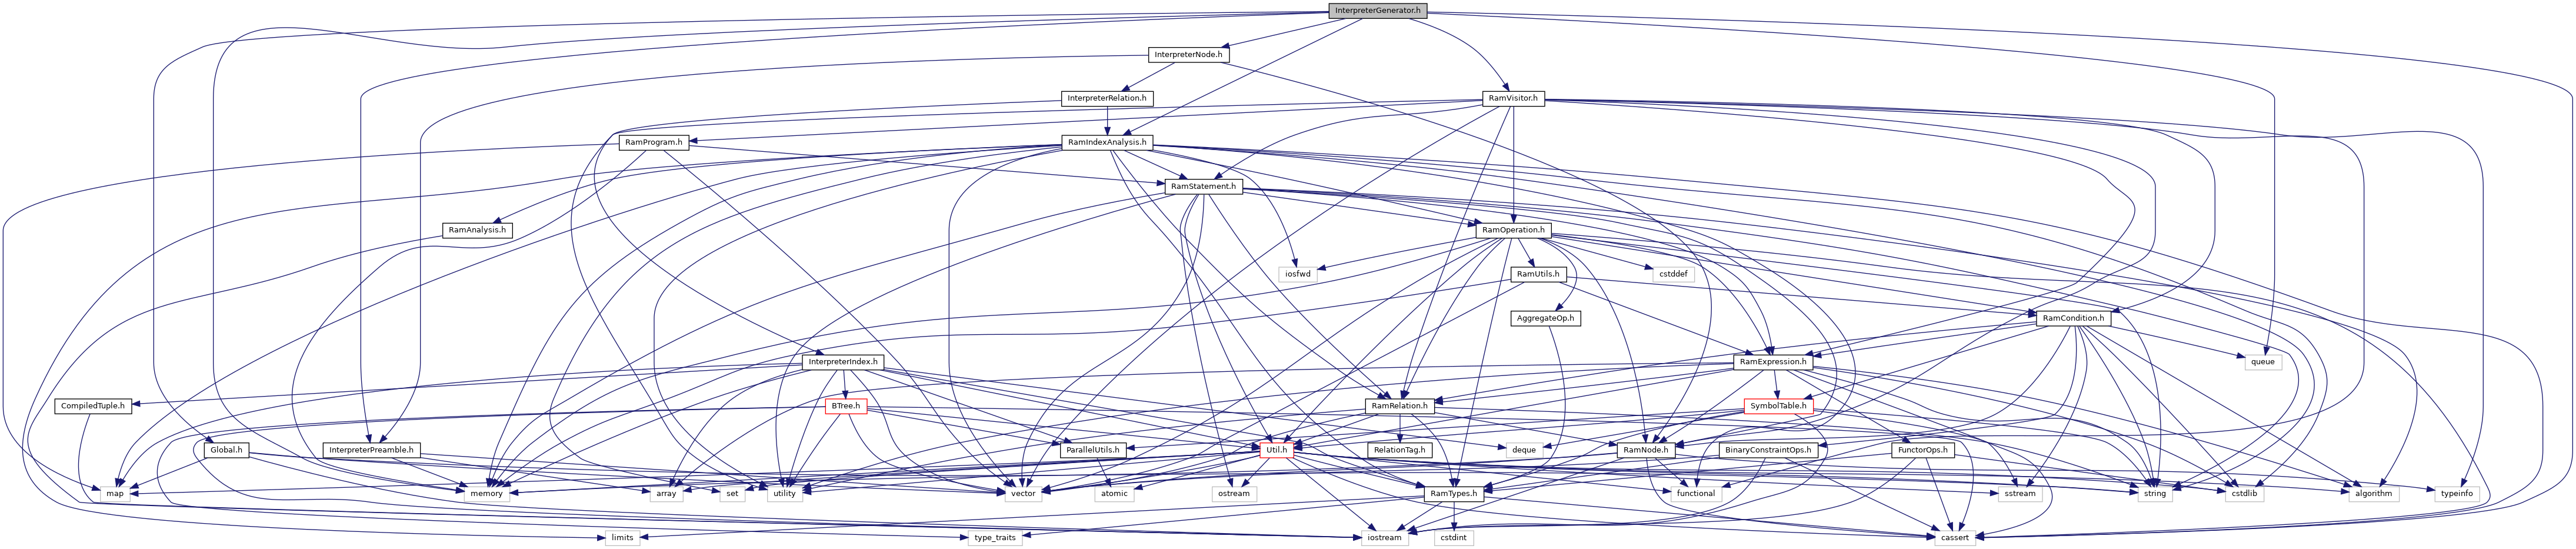 InterpreterGenerator.h
InterpreterNode.h
InterpreterRelation.h
RamVisitor.h
RamProgram.h
RamIndexAnalysis.h
RamStatement.h
RamAnalysis.h
RamOperation.h
iosfwd
RamUtils.h
cstddef
AggregateOp.h
RamCondition.h
InterpreterIndex.h
RamExpression.h
queue
CompiledTuple.h
BTree.h
RamRelation.h
SymbolTable.h
Global.h
InterpreterPreamble.h
ParallelUtils.h
Util.h
RelationTag.h
deque
RamNode.h
BinaryConstraintOps.h
FunctorOps.h
map
memory
array
set
utility
vector
atomic
ostream
RamTypes.h
functional
sstream
string
cstdlib
algorithm
typeinfo
limits
type_traits
iostream
cstdint
cassert